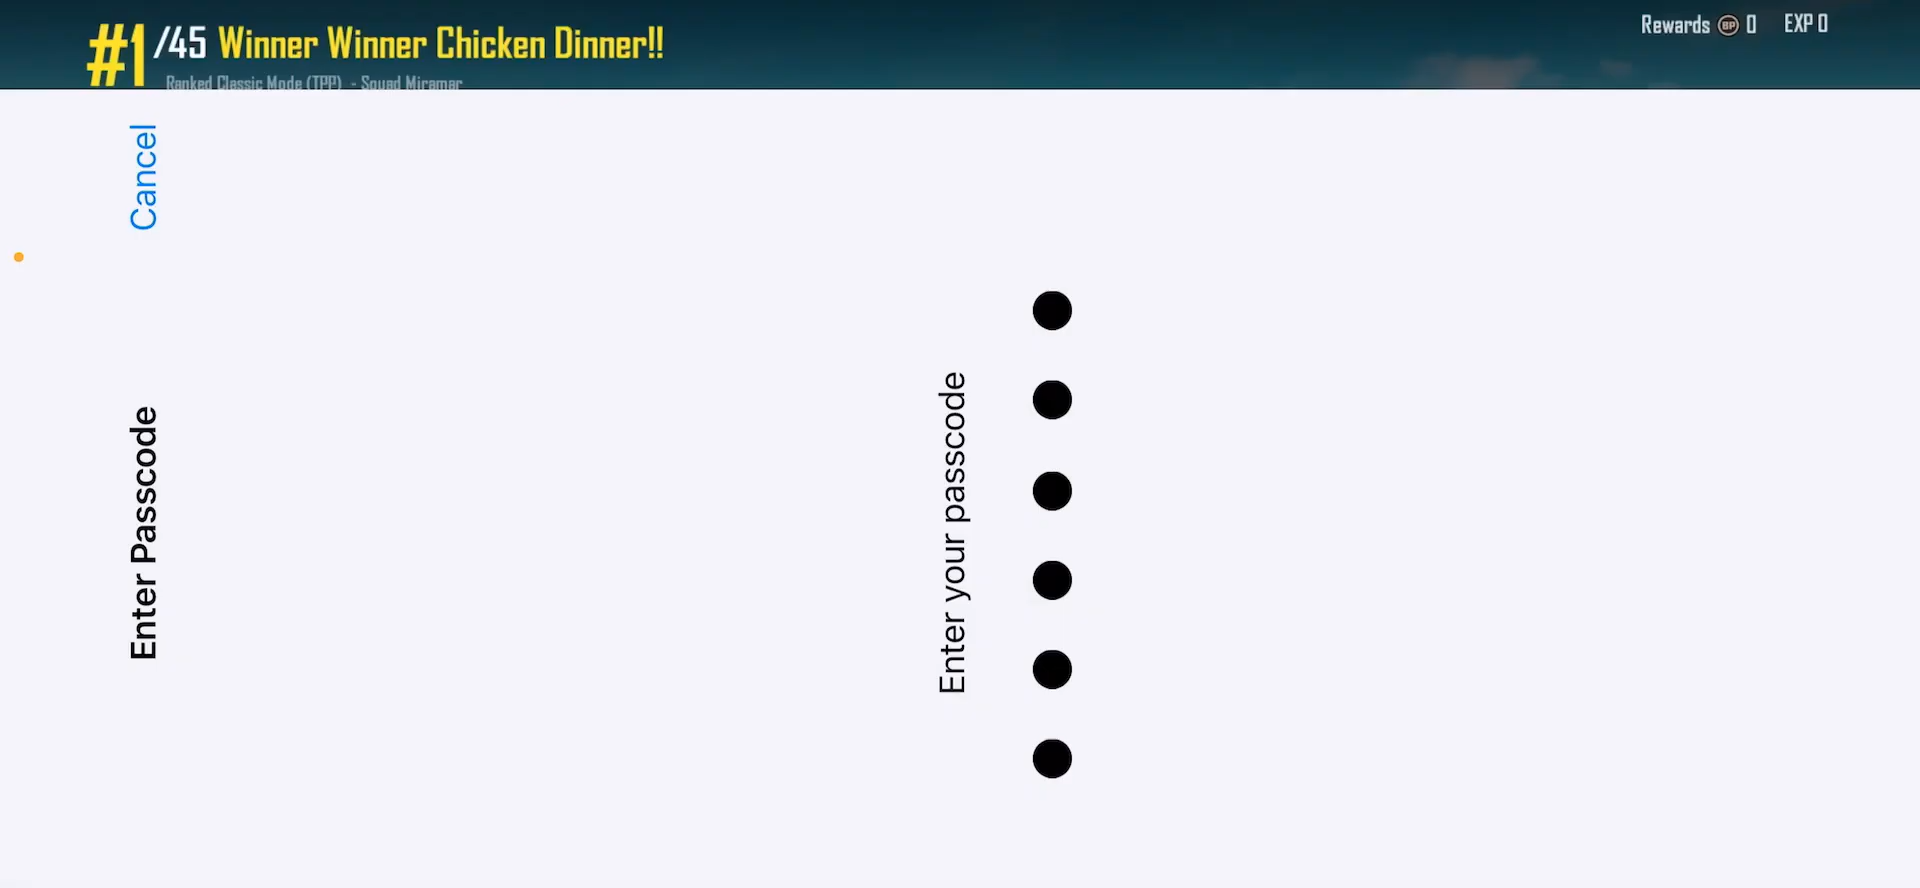 #1/45 Winner Winner Chicken Dinner!!
Rewards BP 0 EXP 0
Ranked Classic Mode (TPP) - Squad Miramar
Cancel
Enter Passcode
Enter your passcode